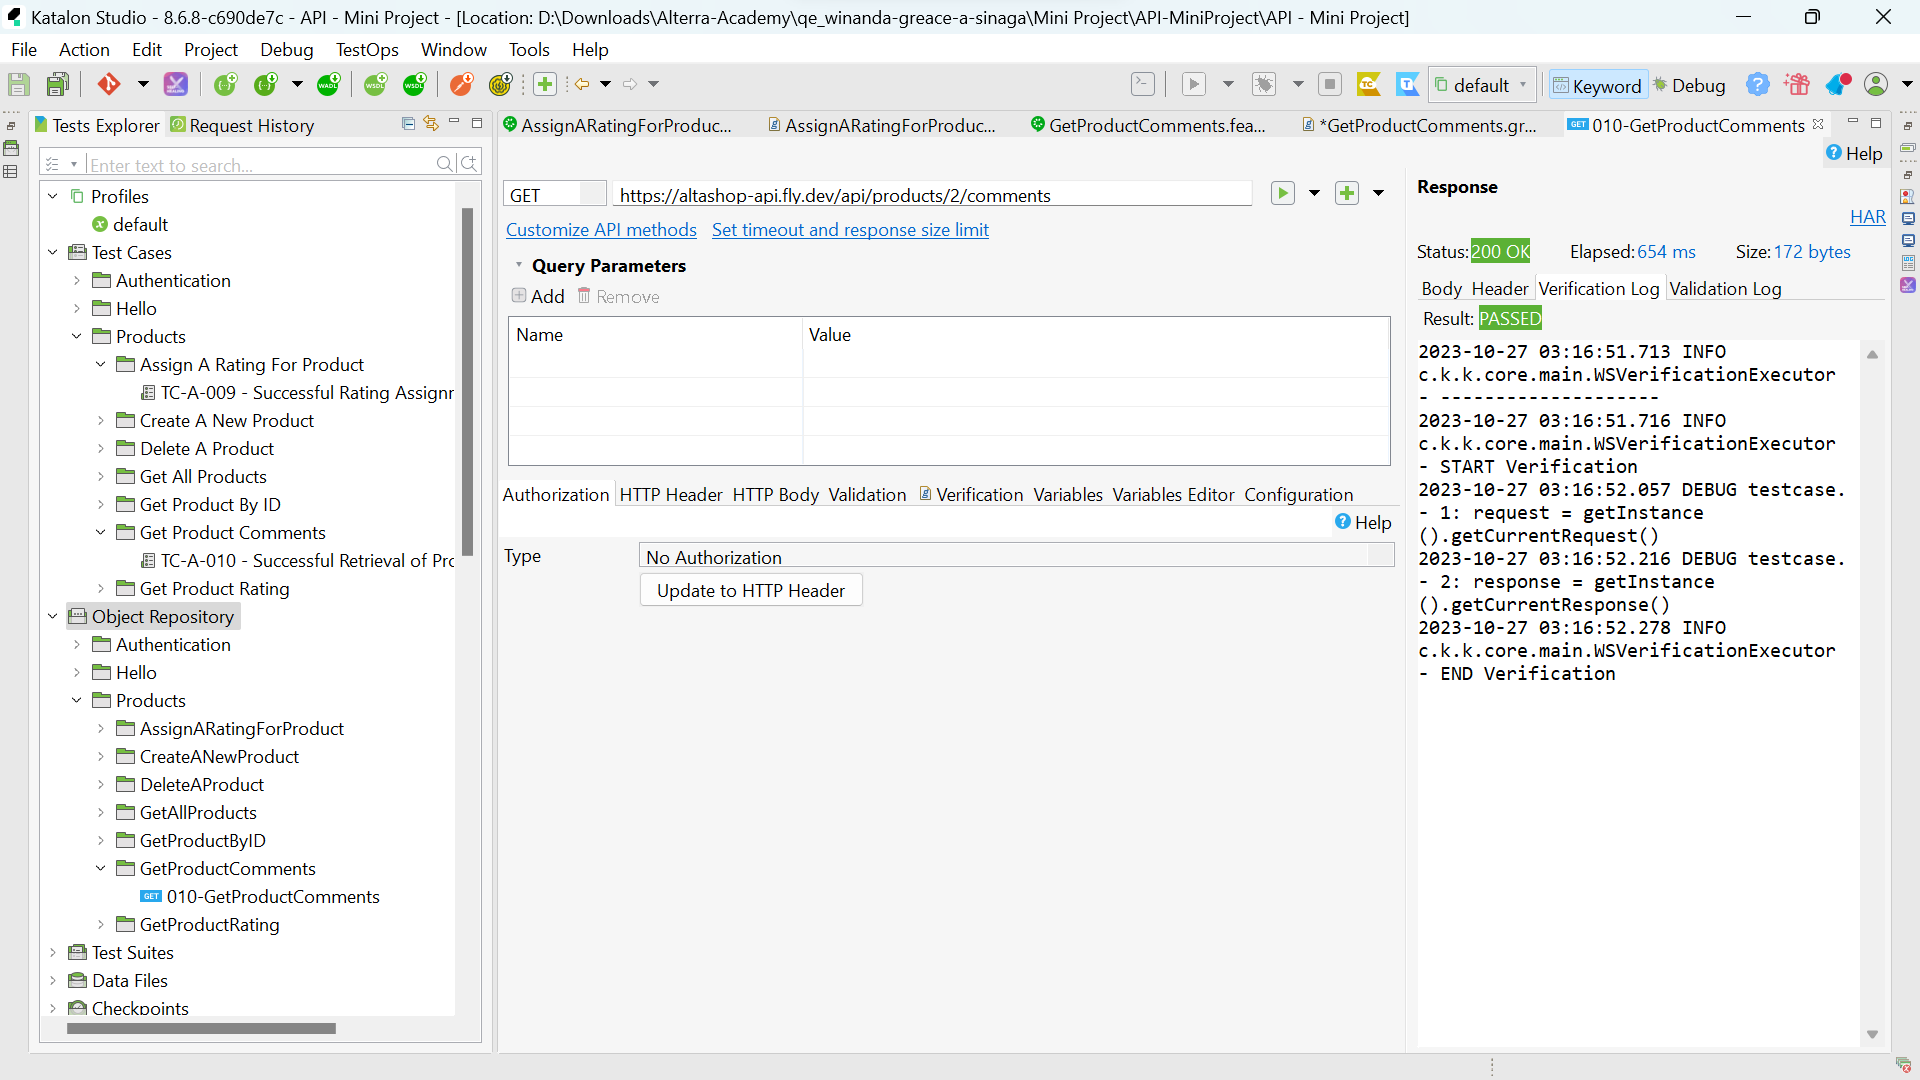 Katalon Studio - 8.6.8-c690de7c - API - Mini Project - [Location: D:\Downloads\Alterra-Academy\qe_winanda-greace-a-sinaga\Mini Project\API-MiniProject\API - Mini Project]
File Action Edit Project Debug TestOps Window Tools Help
default Keyword Debug
Tests Explorer Request History
AssignARatingForProduc... AssignARatingForProduc... GetProductComments.fea... *GetProductComments.gr... GET 010-GetProductComments
Help
Enter text to search...
Profiles
default
Test Cases
Authentication
Hello
Products
Assign A Rating For Product
TC-A-009 - Successful Rating Assignr
Create A New Product
Delete A Product
Get All Products
Get Product By ID
Get Product Comments
TC-A-010 - Successful Retrieval of Prc
Get Product Rating
Object Repository
Authentication
Hello
Products
AssignARatingForProduct
CreateANewProduct
DeleteAProduct
GetAllProducts
GetProductByID
GetProductComments
GET 010-GetProductComments
GetProductRating
Test Suites
Data Files
Checkpoints
GET https://altashop-api.fly.dev/api/products/2/comments
Customize API methods Set timeout and response size limit
Query Parameters
Add Remove
Name Value
Authorization HTTP Header HTTP Body Validation Verification Variables Variables Editor Configuration
Help
Type No Authorization
Update to HTTP Header
Response
HAR
Status: 200 OK Elapsed: 654 ms Size: 172 bytes
Body Header Verification Log Validation Log
Result: PASSED
2023-10-27 03:16:51.713 INFO
c.k.k.core.main.WSVerificationExecutor
- --------------------
2023-10-27 03:16:51.716 INFO
c.k.k.core.main.WSVerificationExecutor
- START Verification
2023-10-27 03:16:52.057 DEBUG testcase.
- 1: request = getInstance
().getCurrentRequest()
2023-10-27 03:16:52.216 DEBUG testcase.
- 2: response = getInstance
().getCurrentResponse()
2023-10-27 03:16:52.278 INFO
c.k.k.core.main.WSVerificationExecutor
- END Verification